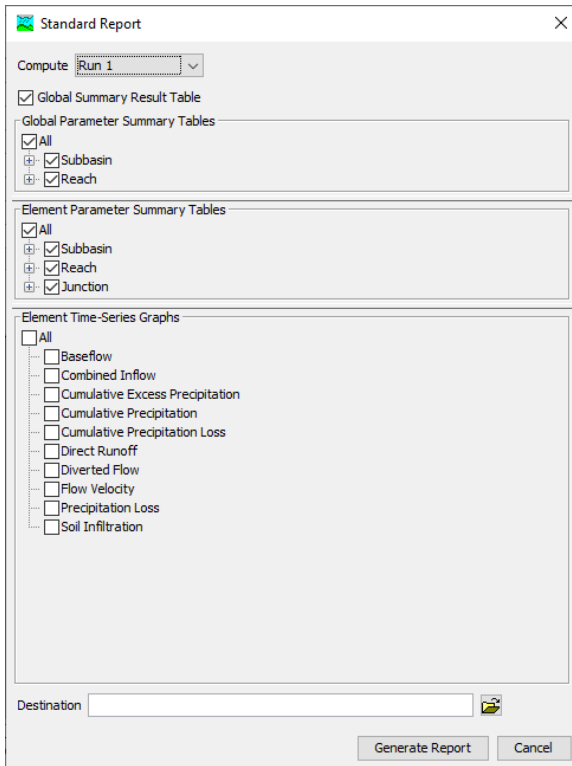 Standard Report
Compute Run 1
Global Summary Result Table
Global Parameter Summary Tables
All
Subbasin
Reach
Element Parameter Summary Tables
All
Subbasin
Reach
Junction
Element Time-Series Graphs
All
Baseflow
Combined Inflow
Cumulative Excess Precipitation
Cumulative Precipitation
Cumulative Precipitation Loss
Direct Runoff
Diverted Flow
Flow Velocity
Precipitation Loss
Soil Infiltration
Destination
Generate Report Cancel